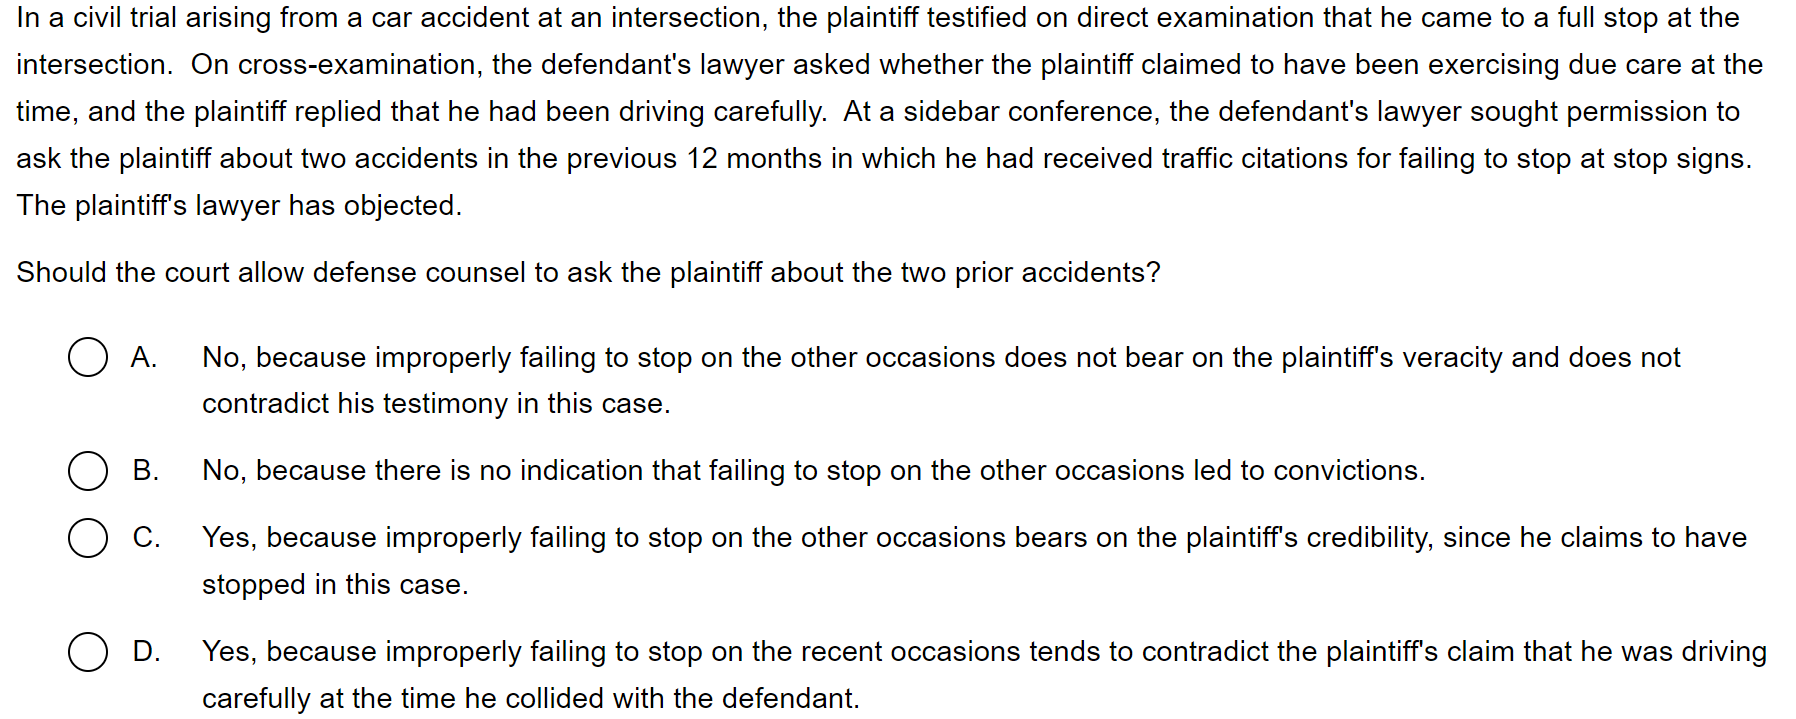 In a civil trial arising from a car accident at an intersection, the plaintiff testified on direct examination that he came to a full stop at the
intersection.  On cross-examination, the defendant's lawyer asked whether the plaintiff claimed to have been exercising due care at the
time, and the plaintiff replied that he had been driving carefully.  At a sidebar conference, the defendant's lawyer sought permission to
ask the plaintiff about two accidents in the previous 12 months in which he had received traffic citations for failing to stop at stop signs.
The plaintiff's lawyer has objected.
Should the court allow defense counsel to ask the plaintiff about the two prior accidents?
A. No, because improperly failing to stop on the other occasions does not bear on the plaintiff's veracity and does not
contradict his testimony in this case.
B. No, because there is no indication that failing to stop on the other occasions led to convictions.
C. Yes, because improperly failing to stop on the other occasions bears on the plaintiff's credibility, since he claims to have
stopped in this case.
D. Yes, because improperly failing to stop on the recent occasions tends to contradict the plaintiff's claim that he was driving
carefully at the time he collided with the defendant.